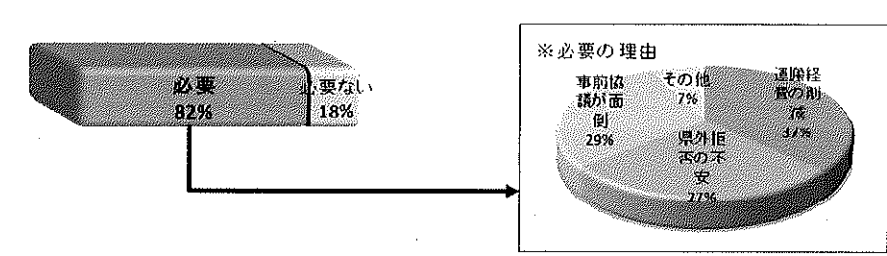 必要
82%
必要ない
18%
※必要の理由
事前協
議が面
倒
29%
その他
7%
運搬経
費の削
減
37%
県外拒
否の不
安
27%